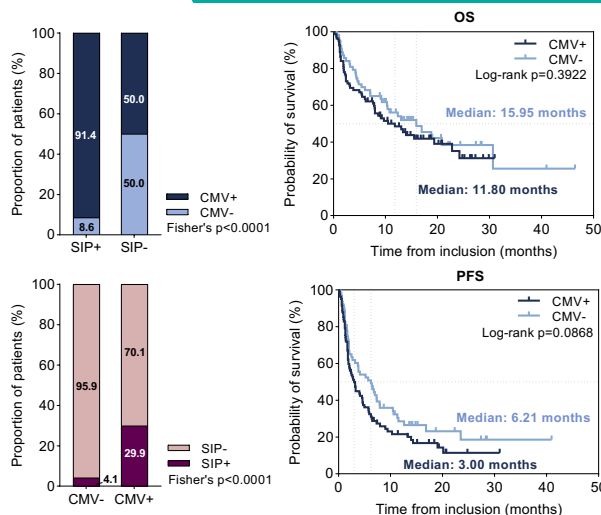 Proportion of patients (%)
100
80
60
40
20
0
91.4
8.6
50.0
50.0
SIP+
SIP-
CMV+
CMV-
Fisher's p<0.0001
OS
Probability of survival (%)
100
80
60
40
20
0
CMV+
CMV-
Log-rank p=0.3922
Median: 15.95 months
Median: 11.80 months
0
10
20
30
40
50
Time from inclusion (months)
Proportion of patients (%)
100
80
60
40
20
0
95.9
4.1
70.1
29.9
CMV-
CMV+
SIP-
SIP+
Fisher's p<0.0001
PFS
Probability of survival (%)
100
80
60
40
20
0
CMV+
CMV-
Log-rank p=0.0868
Median: 6.21 months
Median: 3.00 months
0
10
20
30
40
50
Time from inclusion (months)